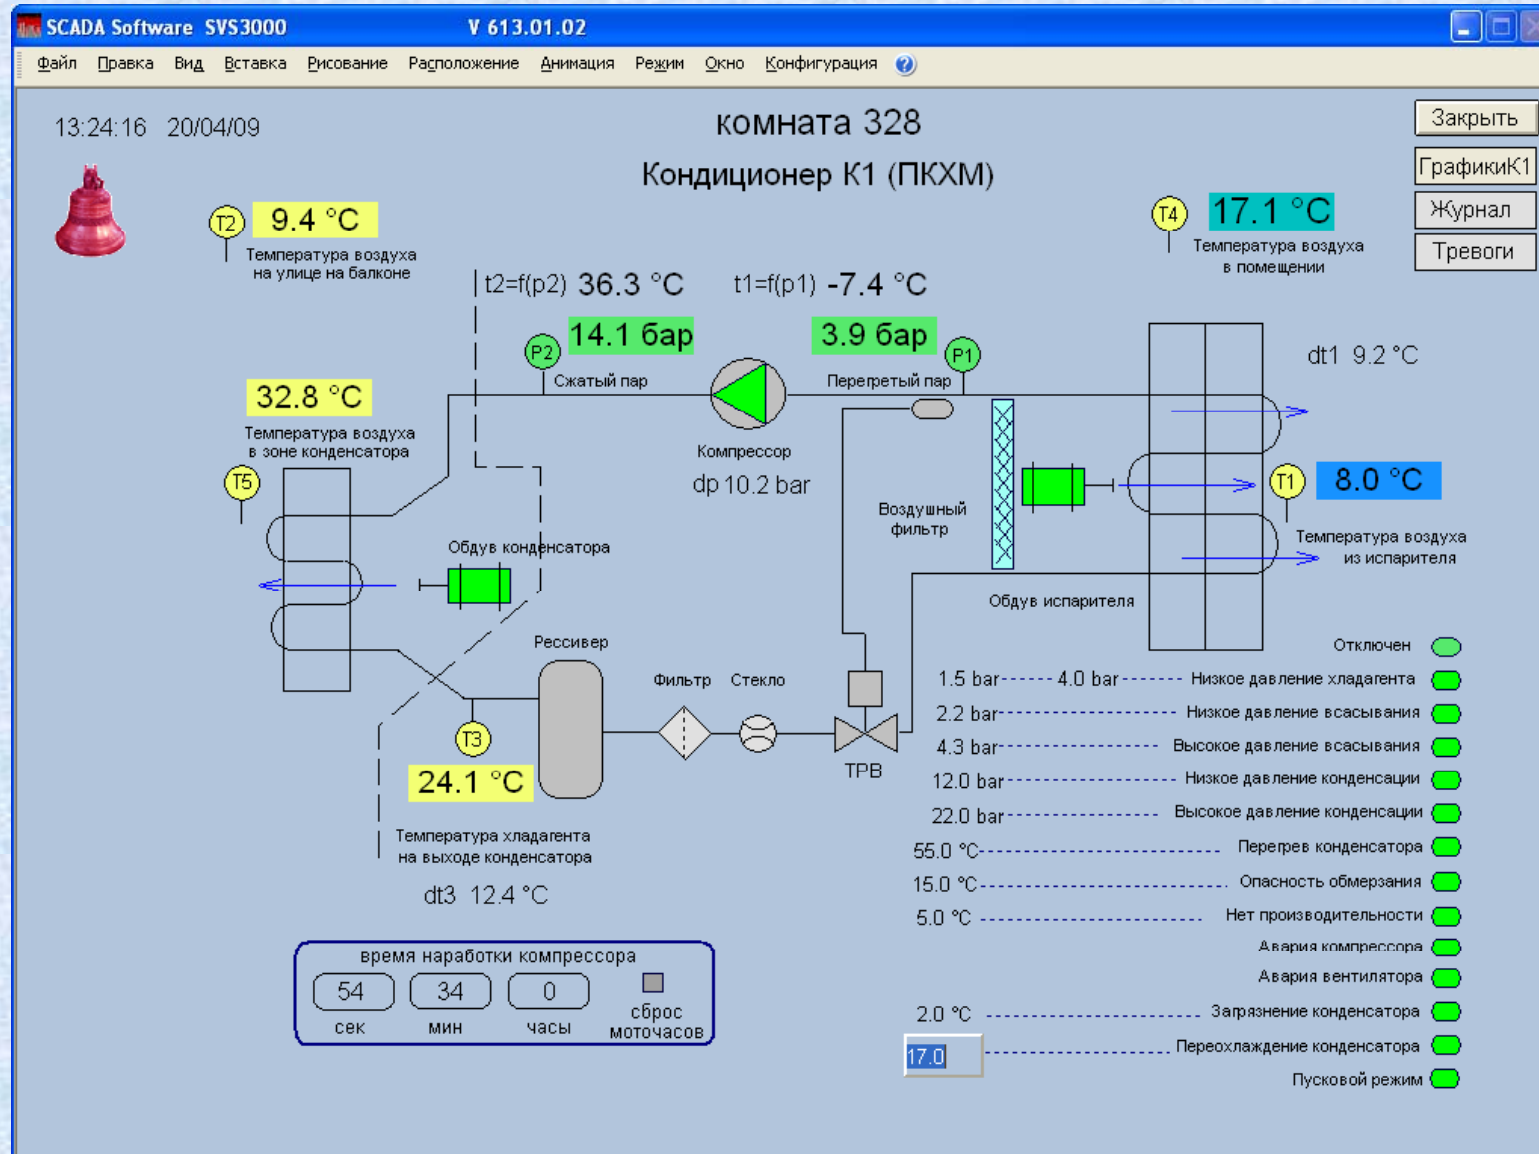 SCADA Software SVS3000 V 613.01.02
Файл Правка Вид Вставка Рисование Расположение Анимация Режим Окно Конфигурация ?
13:24:16 20/04/09
комната 328
Кондиционер К1 (ПКХМ)
Закрыть
ГрафикиК1
Журнал
Тревоги
T2 9.4 °C
Температура воздуха
на улице на балконе
T4 17.1 °C
Температура воздуха
в помещении
t2=f(p2) 36.3 °C t1=f(p1) -7.4 °C
P2 14.1 бар 3.9 бар P1
Сжатый пар
Перегретый пар
dt1 9.2 °C
32.8 °C
Температура воздуха
в зоне конденсатора
T5
Компрессор
dp 10.2 bar
Воздушный
фильтр
T1 8.0 °C
Температура воздуха
из испарителя
Обдув конденсатора
Обдув испарителя
Рессивер
Фильтр Стекло
ТРВ
T3
24.1 °C
Температура хладагента
на выходе конденсатора
dt3 12.4 °C
Отключен
1.5 bar 4.0 bar Низкое давление хладагента
2.2 bar Низкое давление всасывания
4.3 bar Высокое давление всасывания
12.0 bar Низкое давление конденсации
22.0 bar Высокое давление конденсации
55.0 °C Перегрев конденсатора
15.0 °C Опасность обмерзания
5.0 °C Нет производительности
Авария компрессора
Авария вентилятора
2.0 °C Загрязнение конденсатора
17.0 Переохлаждение конденсатора
Пусковой режим
время наработки компрессора
54 34 0
сек мин часы
сброс
моточасов